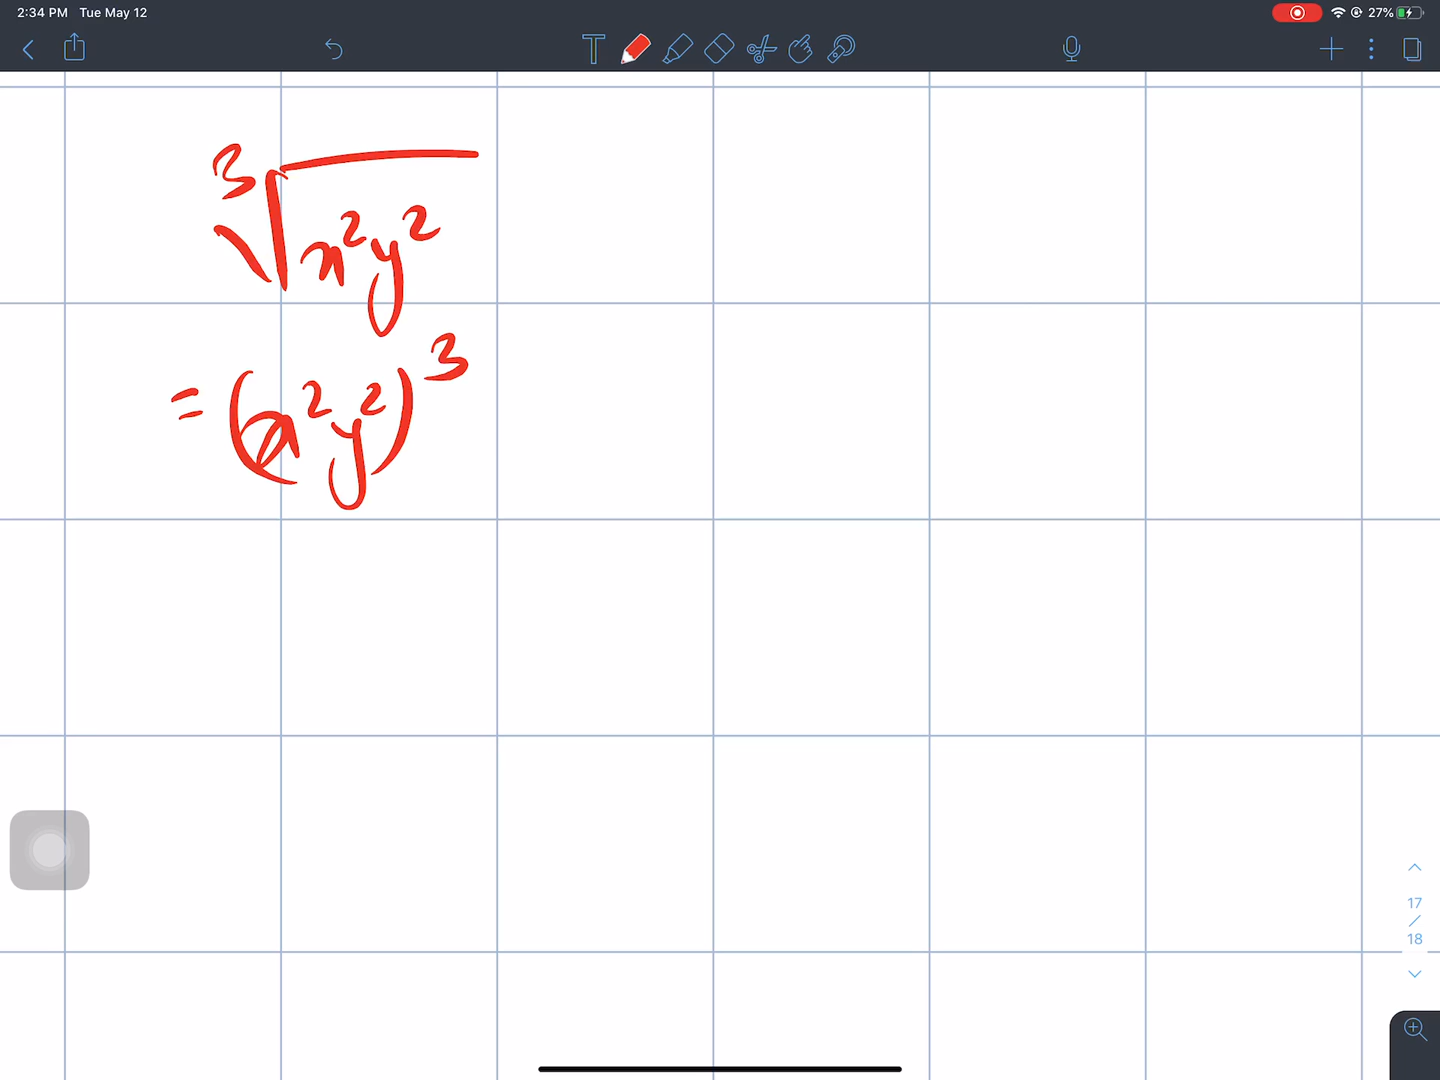 2:34 PM Tue May 12 27%
T
∛(x²y²)
= (x²y²)³
17
/
18